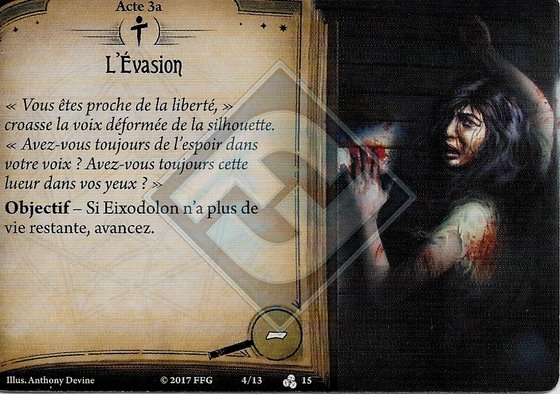 Acte 3a
L'Évasion
« Vous êtes proche de la liberté, »
croasse la voix déformée de la silhouette.
« Avez-vous toujours de l'espoir dans
votre voix ? Avez-vous toujours cette
lueur dans vos yeux ? »
Objectif – Si Eixodolon n'a plus de
vie restante, avancez.
–
Illus. Anthony Devine
© 2017 FFG
4/13
15